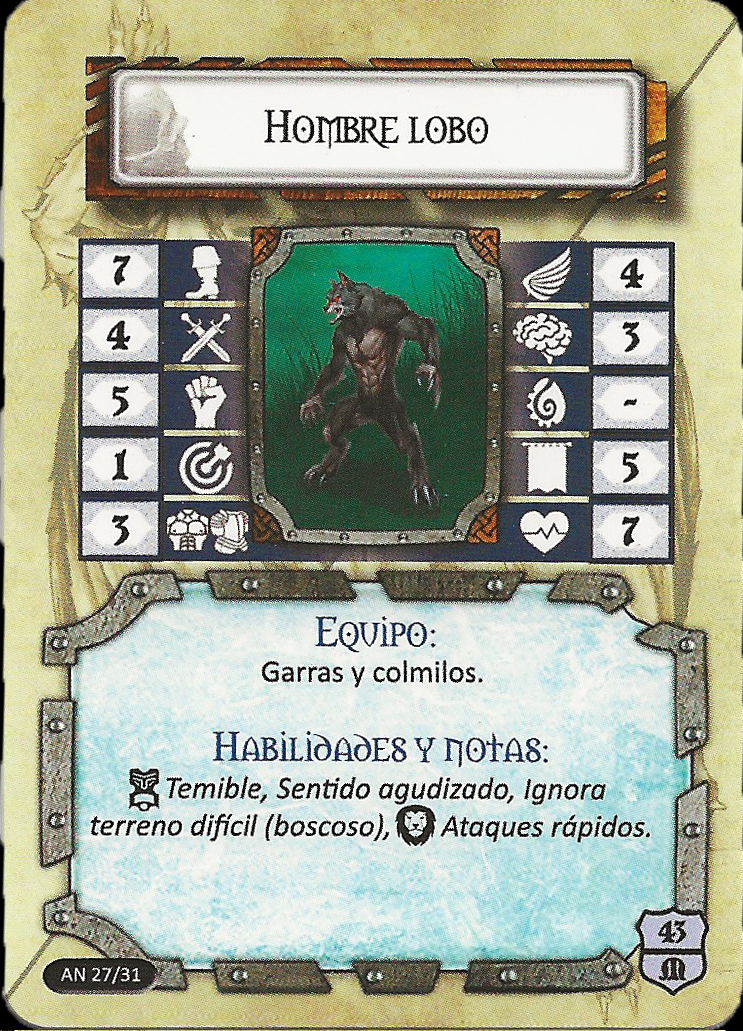 Hombre lobo
7
4
4
3
5
-
1
5
3
7
Equipo:
Garras y colmilos.
Habilidades y notas:
Temible, Sentido agudizado, Ignora
terreno difícil (boscoso), Ataques rápidos.
43
M
AN 27/31